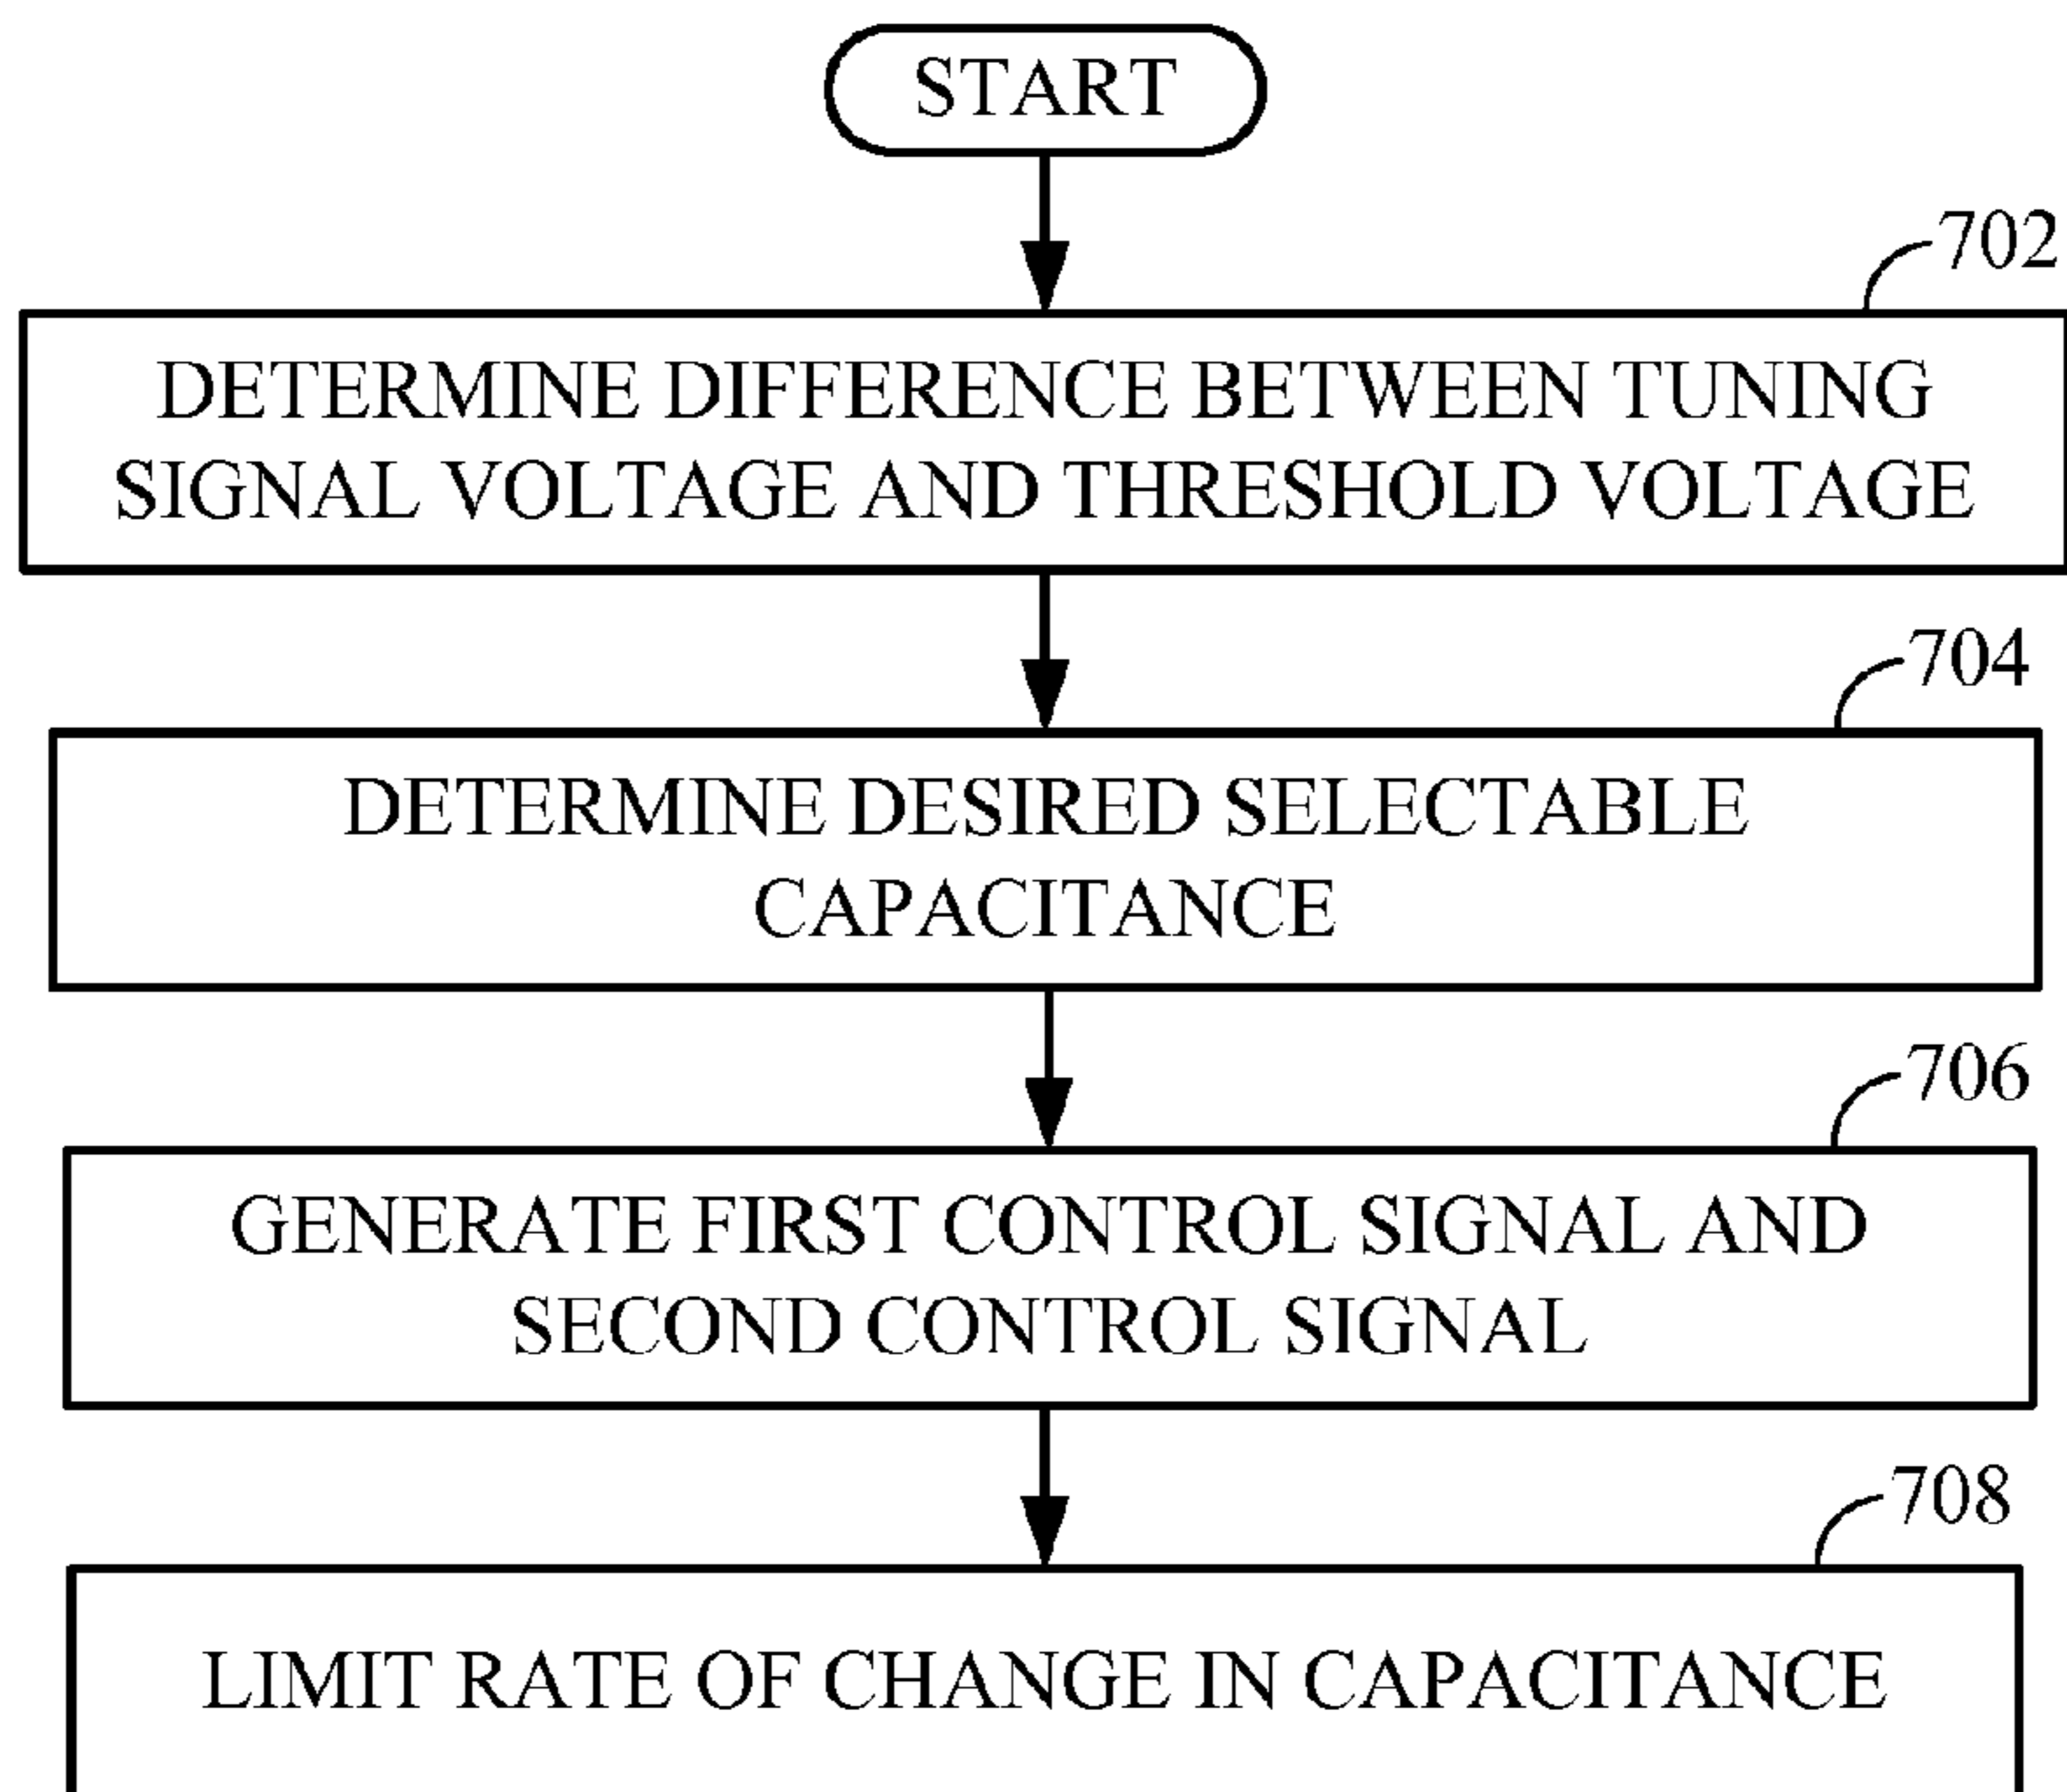 START
702
DETERMINE DIFFERENCE BETWEEN TUNING
SIGNAL VOLTAGE AND THRESHOLD VOLTAGE
704
DETERMINE DESIRED SELECTABLE
CAPACITANCE
706
GENERATE FIRST CONTROL SIGNAL AND
SECOND CONTROL SIGNAL
708
LIMIT RATE OF CHANGE IN CAPACITANCE